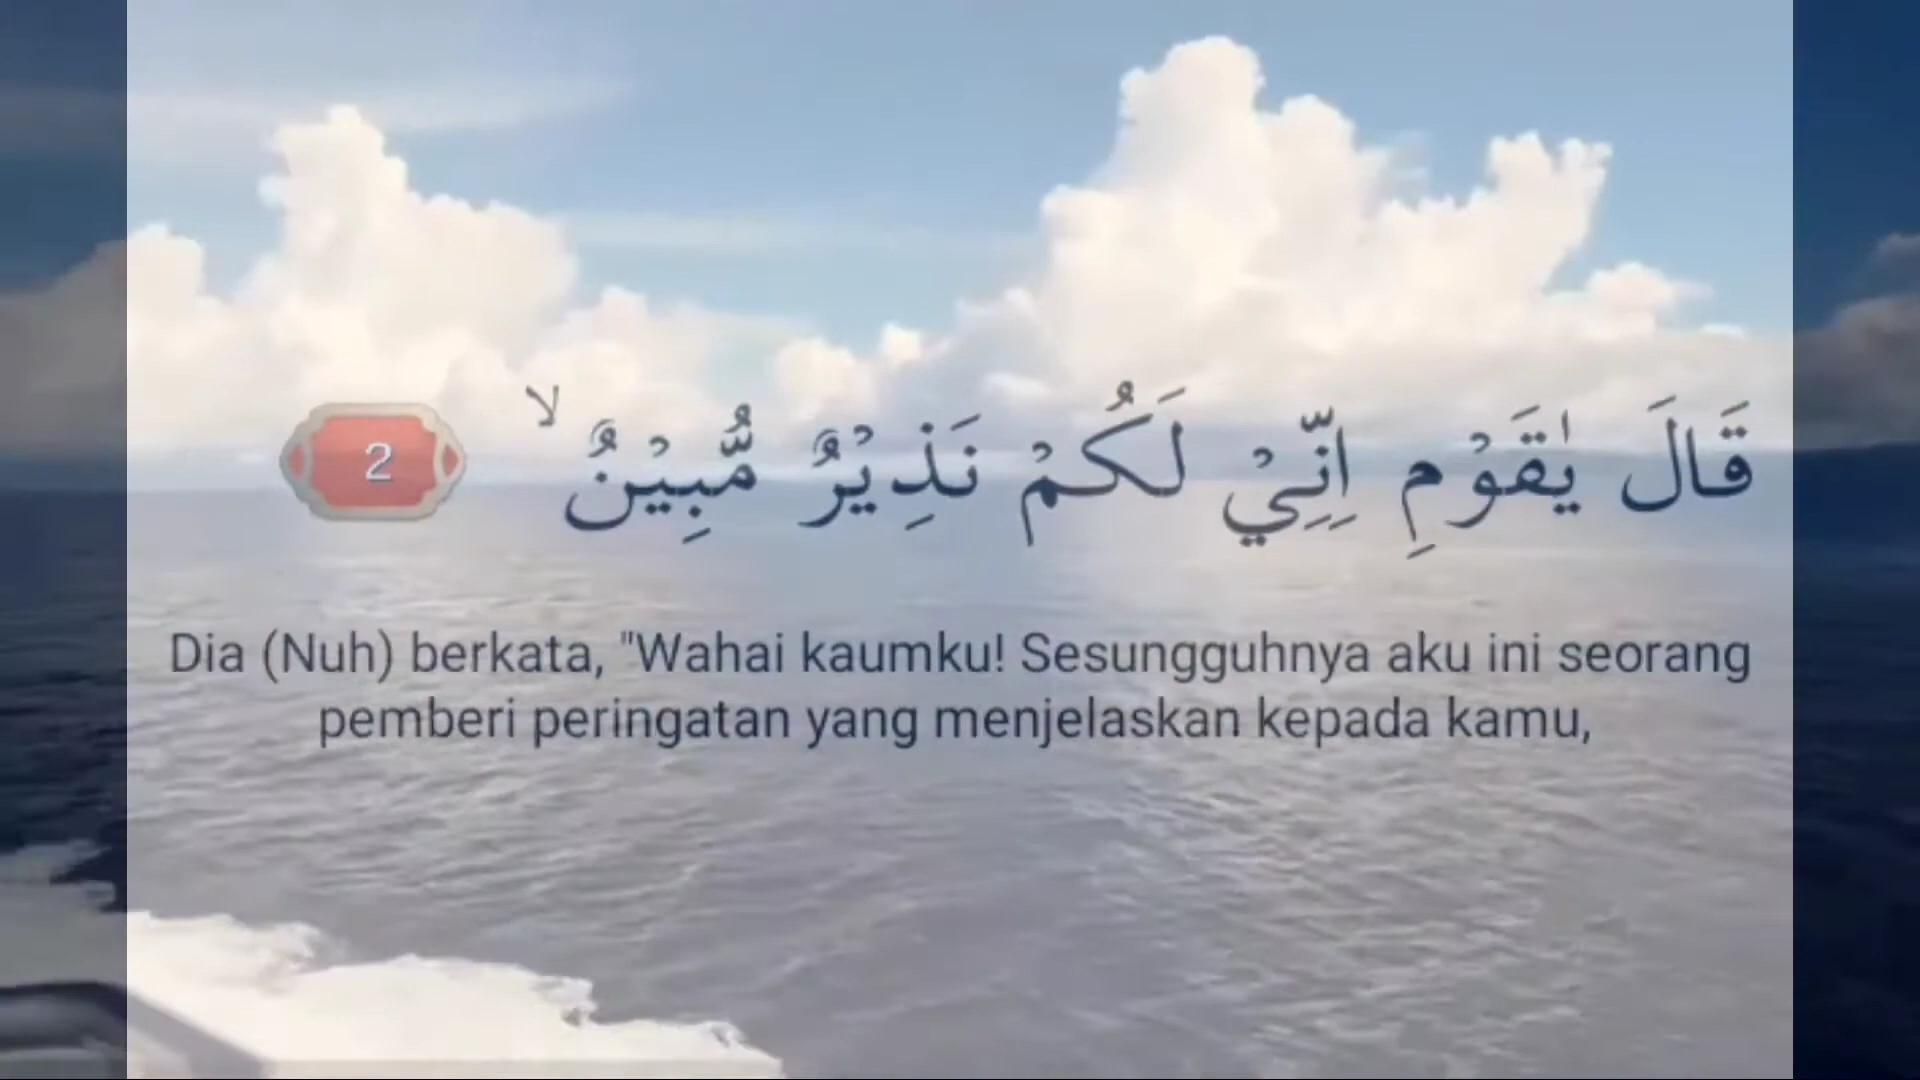 قَالَ يٰقَوْمِ اِنِّيْ لَكُمْ نَذِيْرٌ مُّبِيْنٌ ۙ 2
Dia (Nuh) berkata, "Wahai kaumku! Sesungguhnya aku ini seorang
pemberi peringatan yang menjelaskan kepada kamu,